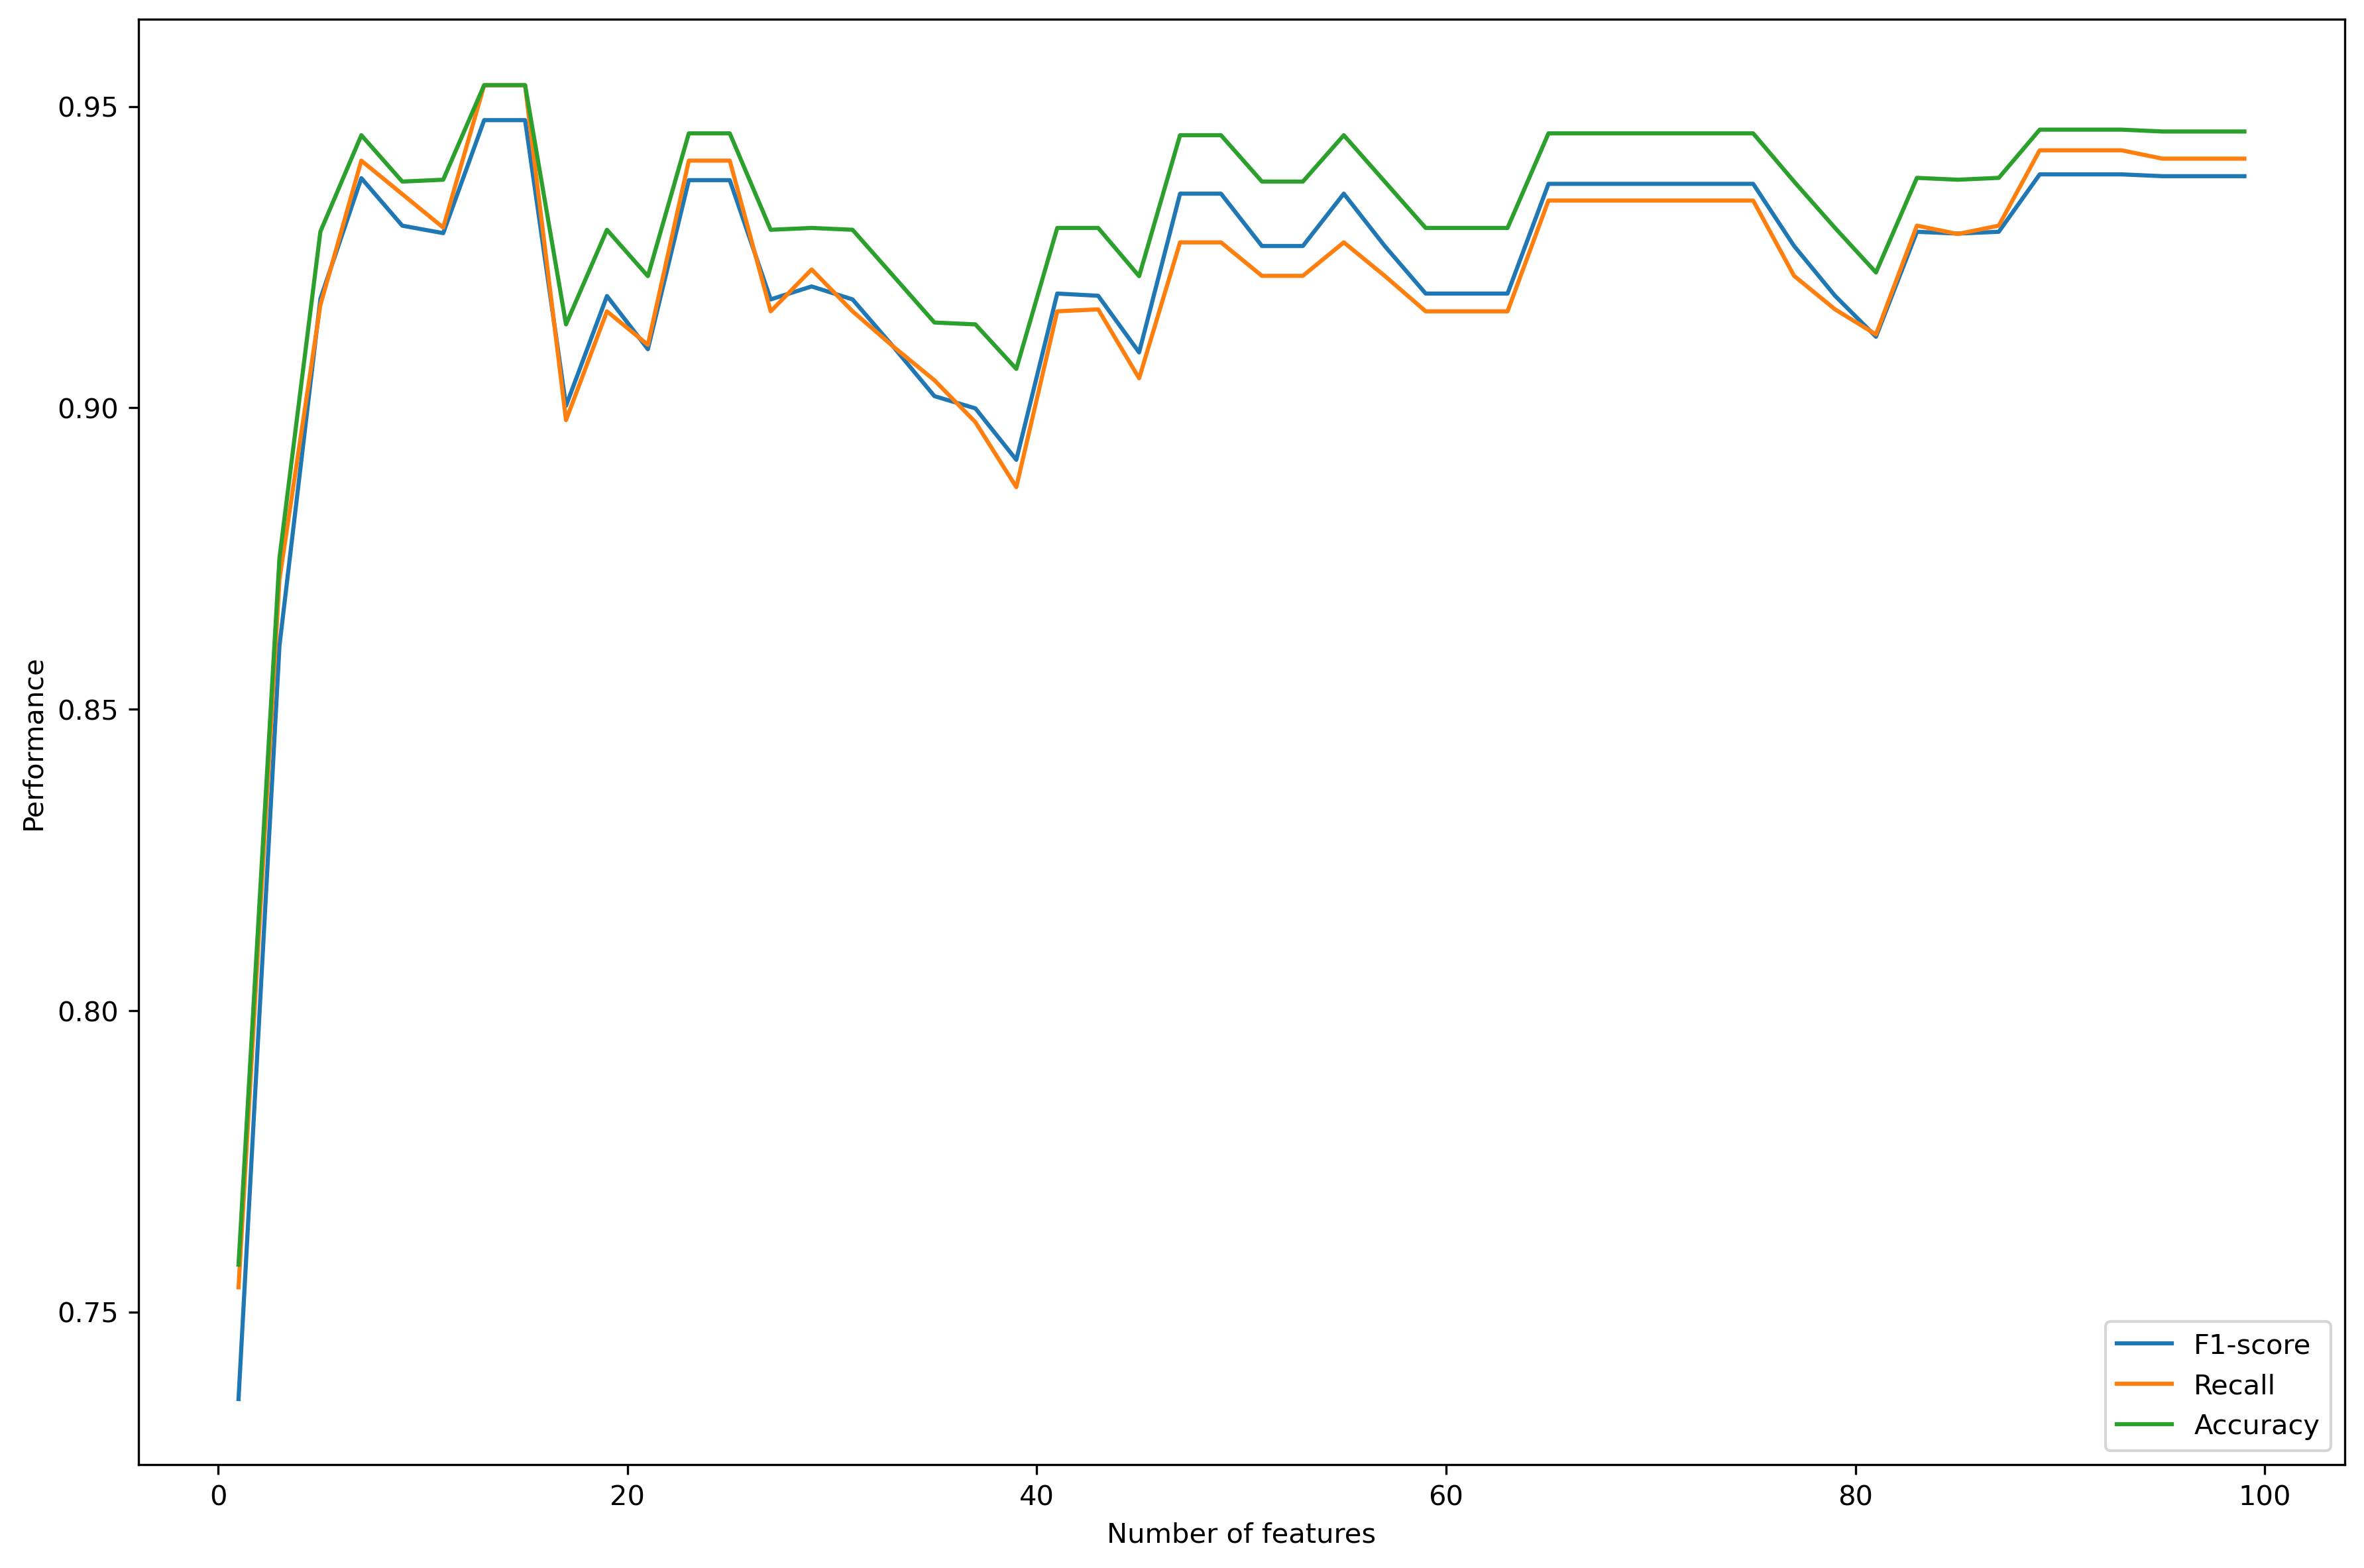 0.95
0.90
0.85
0.80
0.75
Performance
0 20 40 60 80 100
Number of features
F1-score
Recall
Accuracy